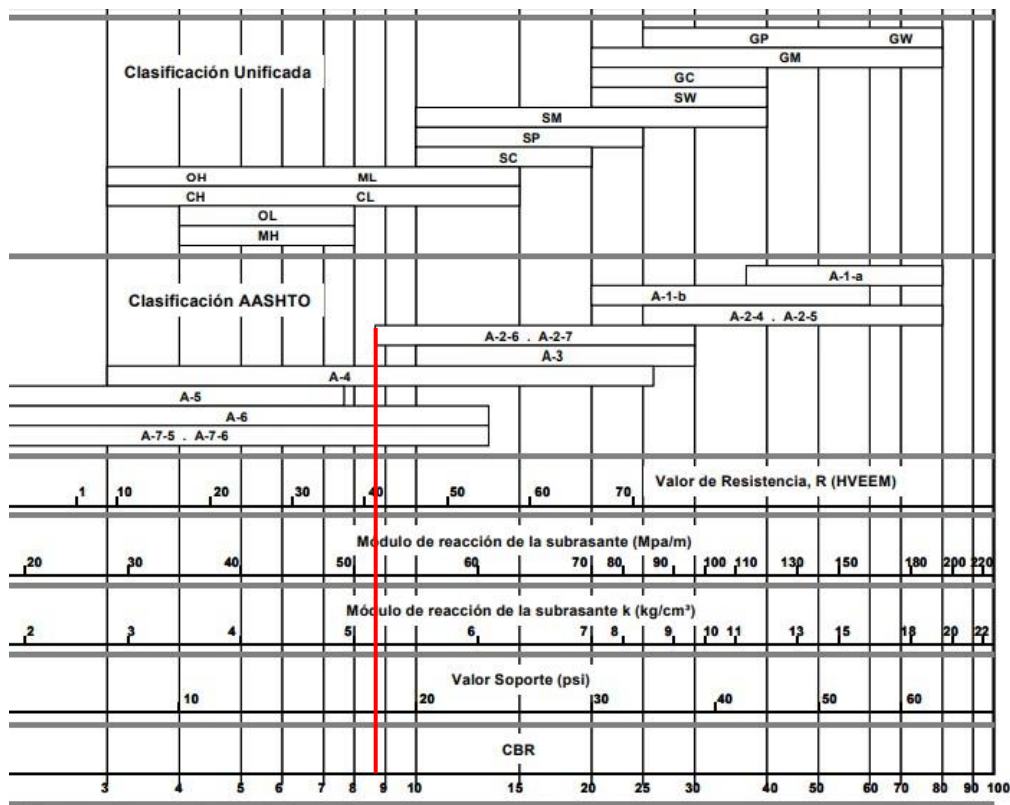 GP GW
GM
Clasificación Unificada
GC
SW
SM
SP
SC
OH ML
CH CL
OL
MH
A-1-a
Clasificación AASHTO
A-1-b
A-2-4 . A-2-5
A-2-6 . A-2-7
A-3
A-4
A-5
A-6
A-7-5 . A-7-6
Valor de Resistencia, R (HVEEM)
1 10 20 30 40 50 60 70
Módulo de reacción de la subrasante (Mpa/m)
20 30 40 50 60 70 80 90 100 110 130 150 180 200 220
Módulo de reacción de la subrasante k (kg/cm³)
2 3 4 5 6 7 8 9 10 11 13 15 18 20 22
Valor Soporte (psi)
10 20 30 40 50 60
CBR
3 4 5 6 7 8 9 10 15 20 25 30 40 50 60 70 80 90 100